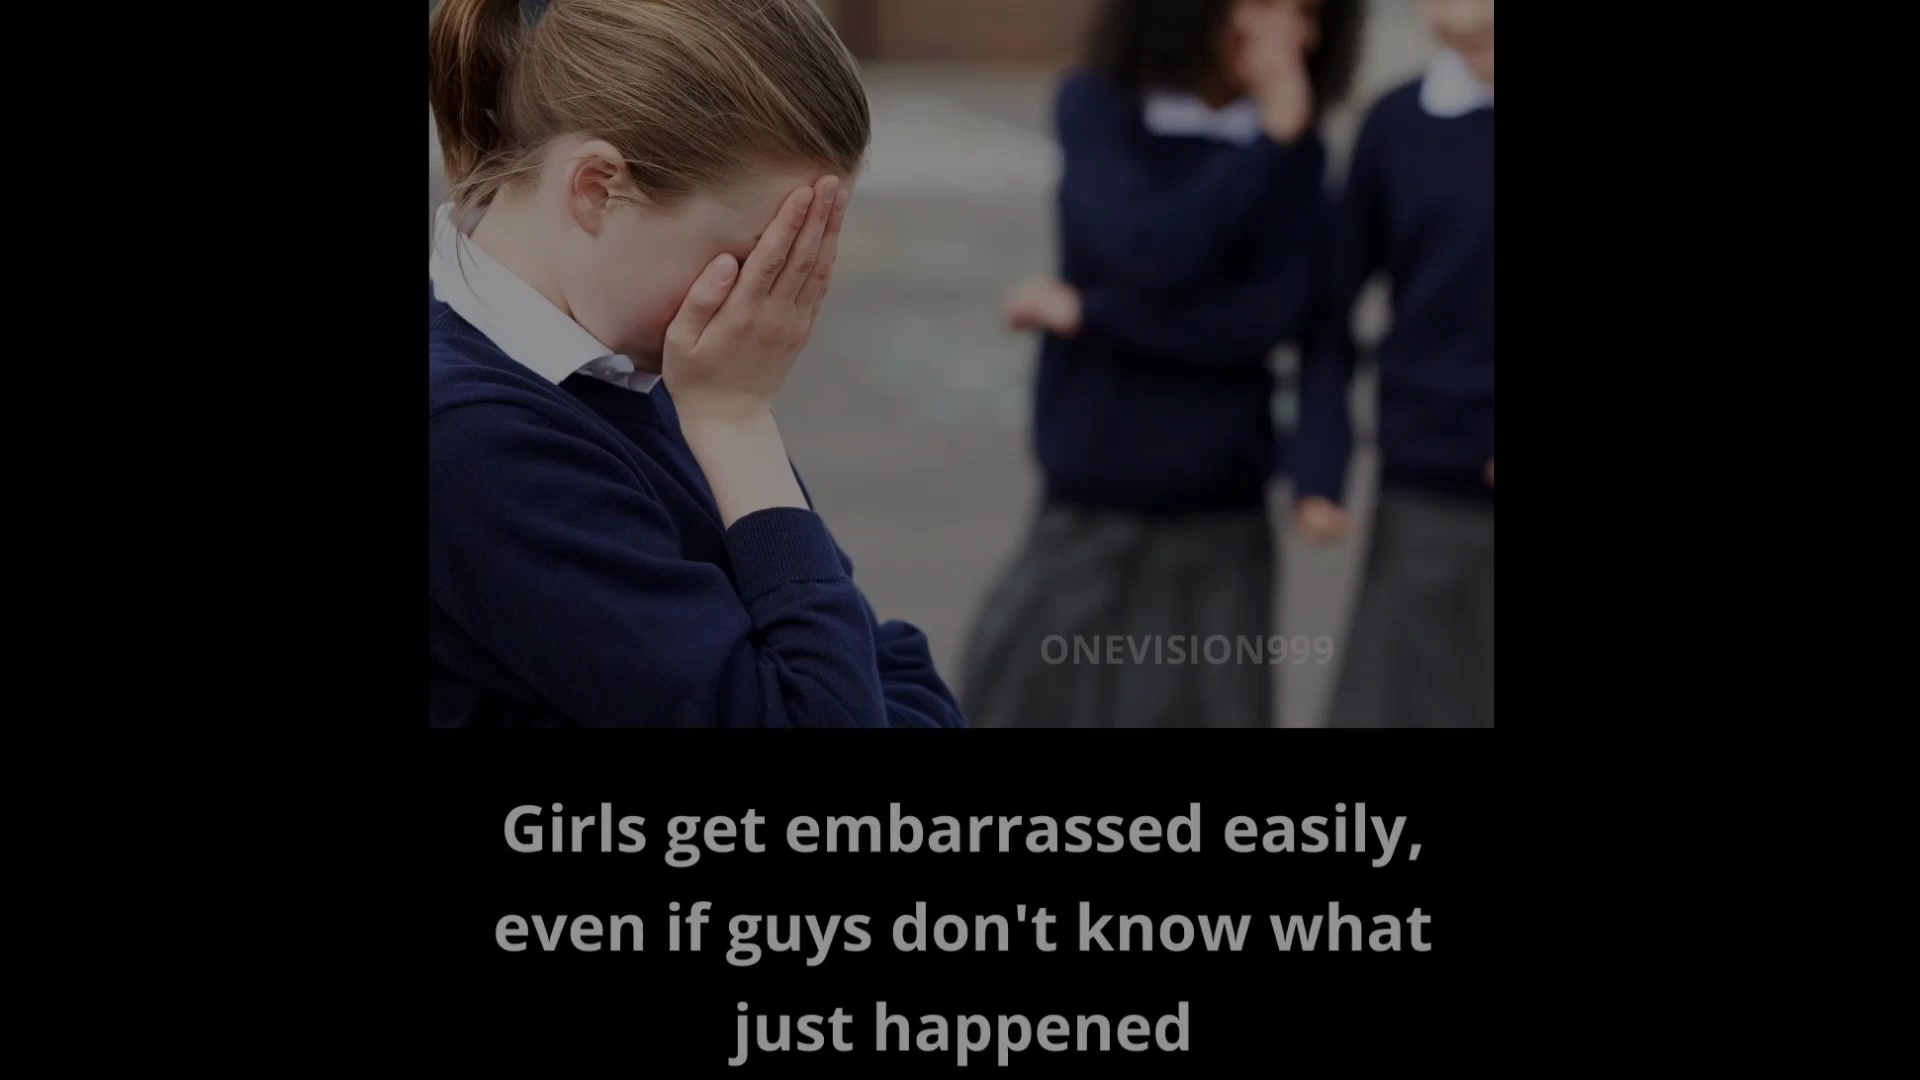 ONEVISION999
Girls get embarrassed easily,
even if guys don't know what
just happened